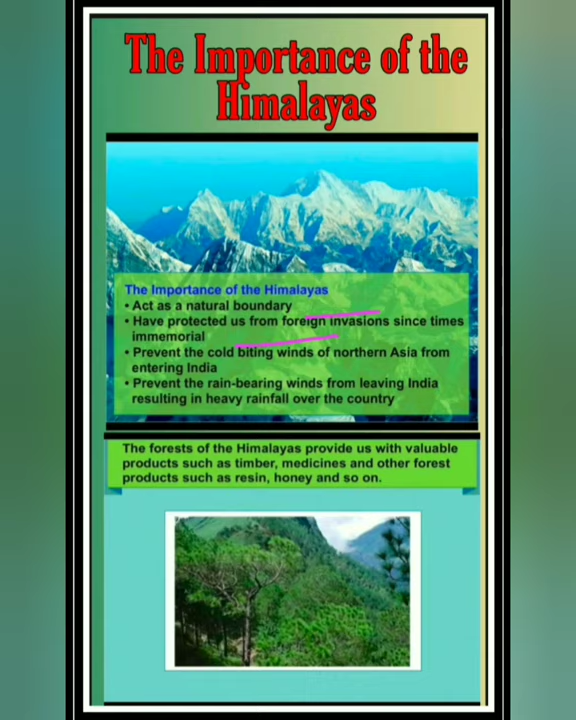 The Importance of the
Himalayas
The Importance of the Himalayas
• Act as a natural boundary
• Have protected us from foreign invasions since times
immemorial
• Prevent the cold biting winds of northern Asia from
entering India
• Prevent the rain-bearing winds from leaving India
resulting in heavy rainfall over the country
The forests of the Himalayas provide us with valuable
products such as timber, medicines and other forest
products such as resin, honey and so on.